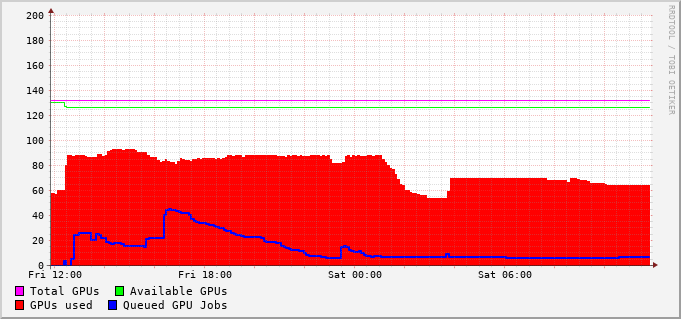 200
180
160
140
120
100
80
60
40
20
0
Fri 12:00 Fri 18:00 Sat 00:00 Sat 06:00
Total GPUs Available GPUs
GPUs used Queued GPU Jobs
RRDTOOL / TOBI OETIKER